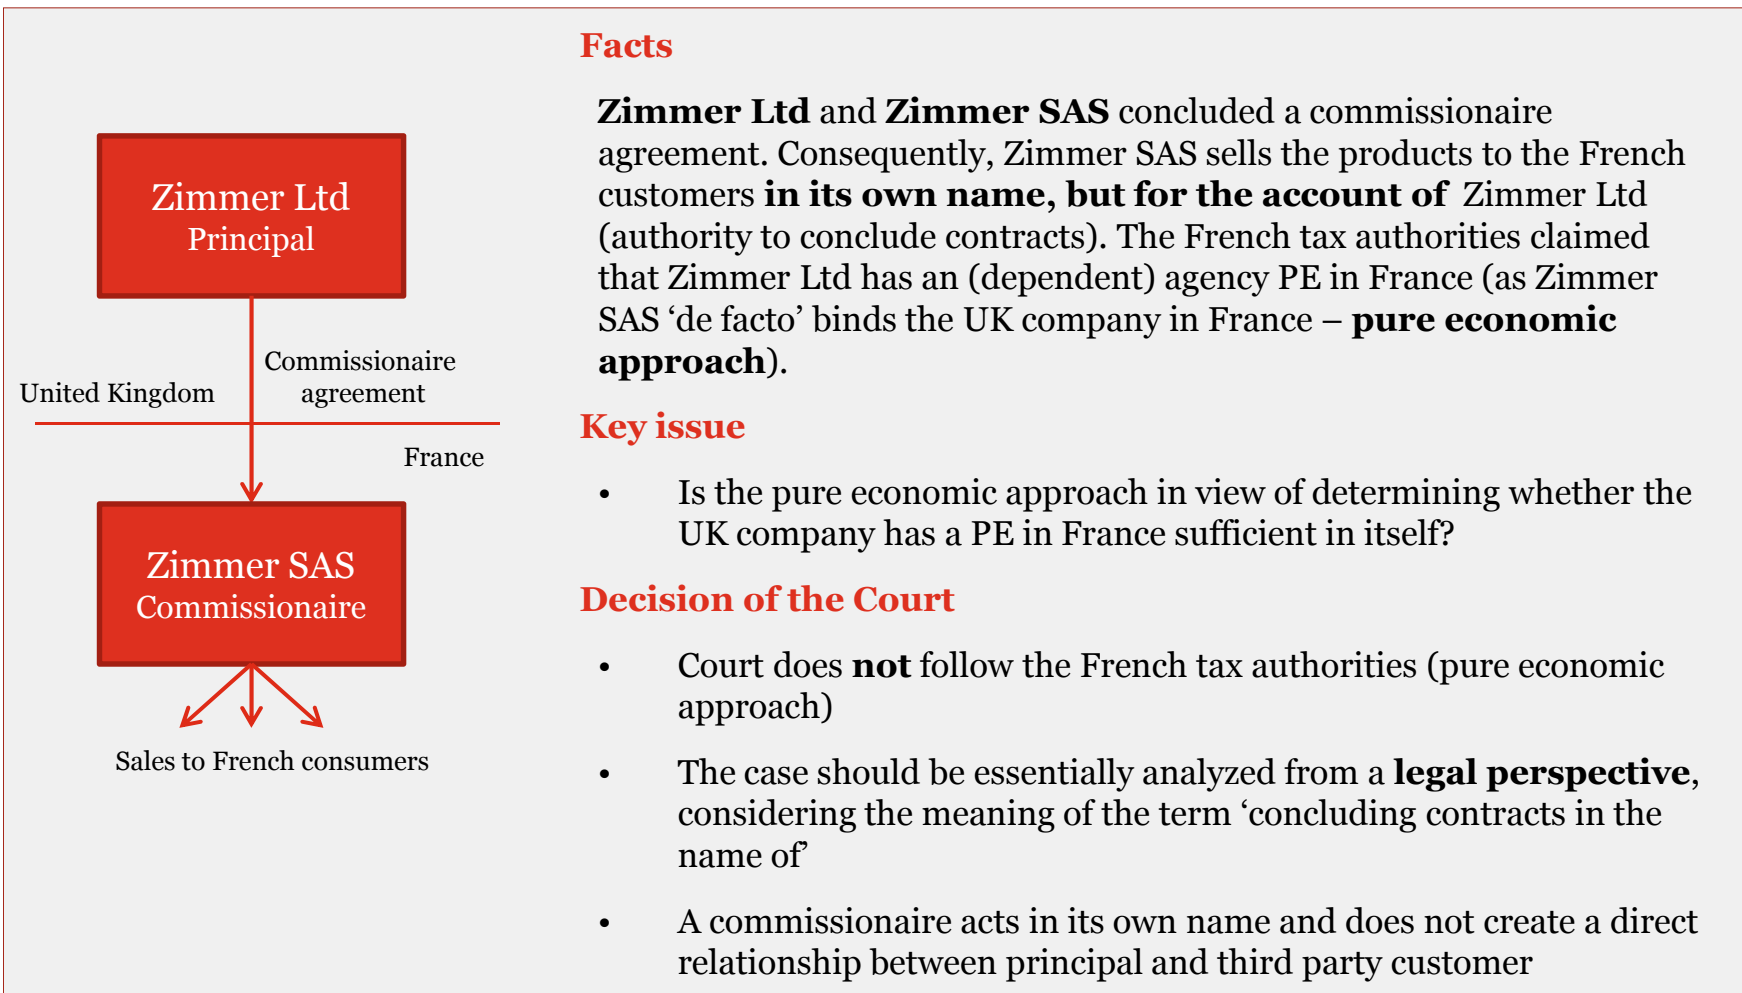 Zimmer Ltd
Principal
Commissionaire
agreement
United Kingdom
France
Zimmer SAS
Commissionaire
Sales to French consumers
Facts
Zimmer Ltd and Zimmer SAS concluded a commissionaire
agreement. Consequently, Zimmer SAS sells the products to the French
customers in its own name, but for the account of Zimmer Ltd
(authority to conclude contracts). The French tax authorities claimed
that Zimmer Ltd has an (dependent) agency PE in France (as Zimmer
SAS ‘de facto’ binds the UK company in France – pure economic
approach).
Key issue
• Is the pure economic approach in view of determining whether the
UK company has a PE in France sufficient in itself?
Decision of the Court
• Court does not follow the French tax authorities (pure economic
approach)
• The case should be essentially analyzed from a legal perspective,
considering the meaning of the term ‘concluding contracts in the
name of’
• A commissionaire acts in its own name and does not create a direct
relationship between principal and third party customer